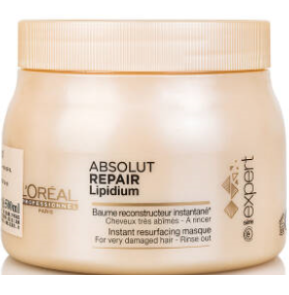 ABSOLUT
REPAIR
Lipidium
L'ORÉAL
PROFESSIONNEL
PARIS
Baume reconstructeur instantané*
Cheveux très abîmés - À rincer
Instant resurfacing masque
For very damaged hair - Rinse out
expert